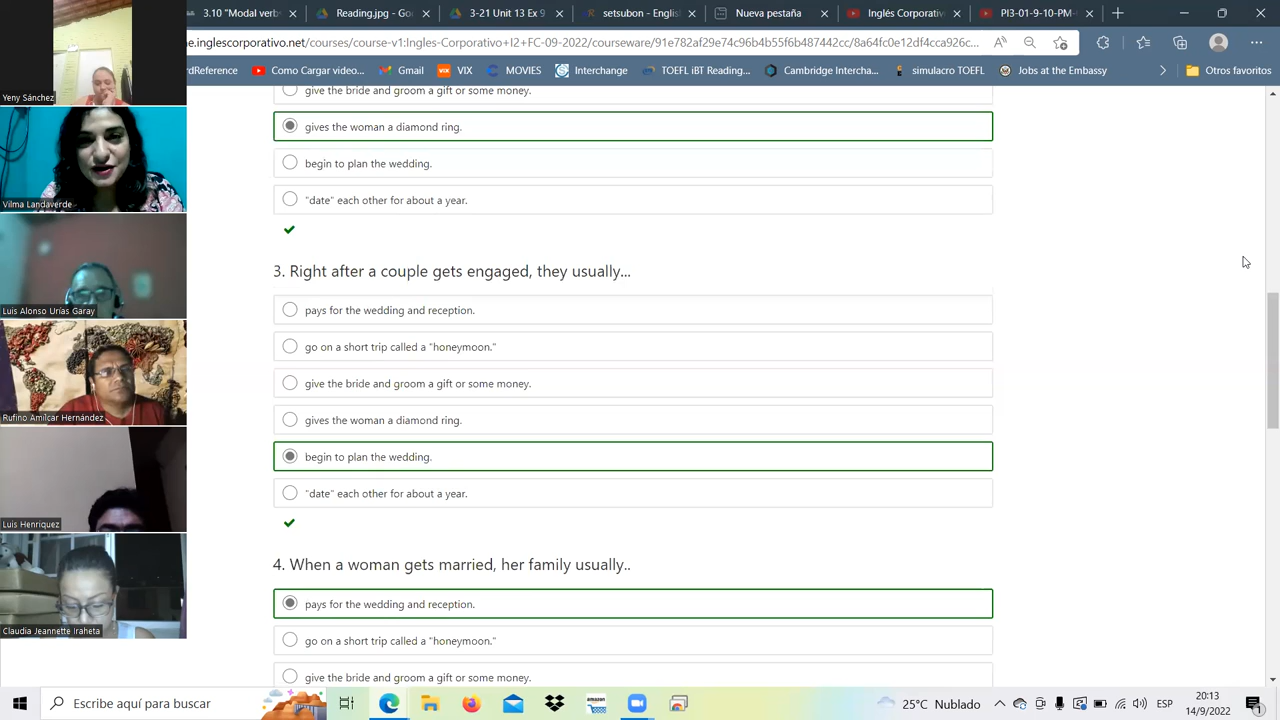 3.10 "Modal verb
Reading.jpg - Go
3.21 Unit 13 Ex 9
setson - English
Nueva pestaña
Ingles Corporati
PI3-01-9-10-PM-
e.inglescorporativo.net/courses/course-v1:Ingles-Corporativo+I2+FC-09-2022/courseware/91e782af29e74c96b4b55f6b487442cc/8a64fc0e12df4cca926c...
rdReference
Como Cargar video...
Gmail
VIX
MOVIES
Interchange
TOEFL iBT Building...
Cambridge Intercha...
simulacro TOEFL
Jobs at the Embassy
Otros favoritos
give the bride and groom a gift or some money.
gives the woman a diamond ring.
begin to plan the wedding.
"date" each other for about a year.
3. Right after a couple gets engaged, they usually...
pays for the wedding and reception.
go on a short trip called a "honeymoon."
give the bride and groom a gift or some money.
gives the woman a diamond ring.
begin to plan the wedding.
"date" each other for about a year.
4. When a woman gets married, her family usually..
pays for the wedding and reception.
go on a short trip called a "honeymoon."
give the bride and groom a gift or some money.
Yeny Sánchez
Vilma Landaverde
Luis Alonso Urías Garay
Rufino Amílcar Hernández
Luis Henriquez
Claudia Jeannette Iraheta
Escribe aquí para buscar
25°C Nublado
ESP
20:13
14/9/2022